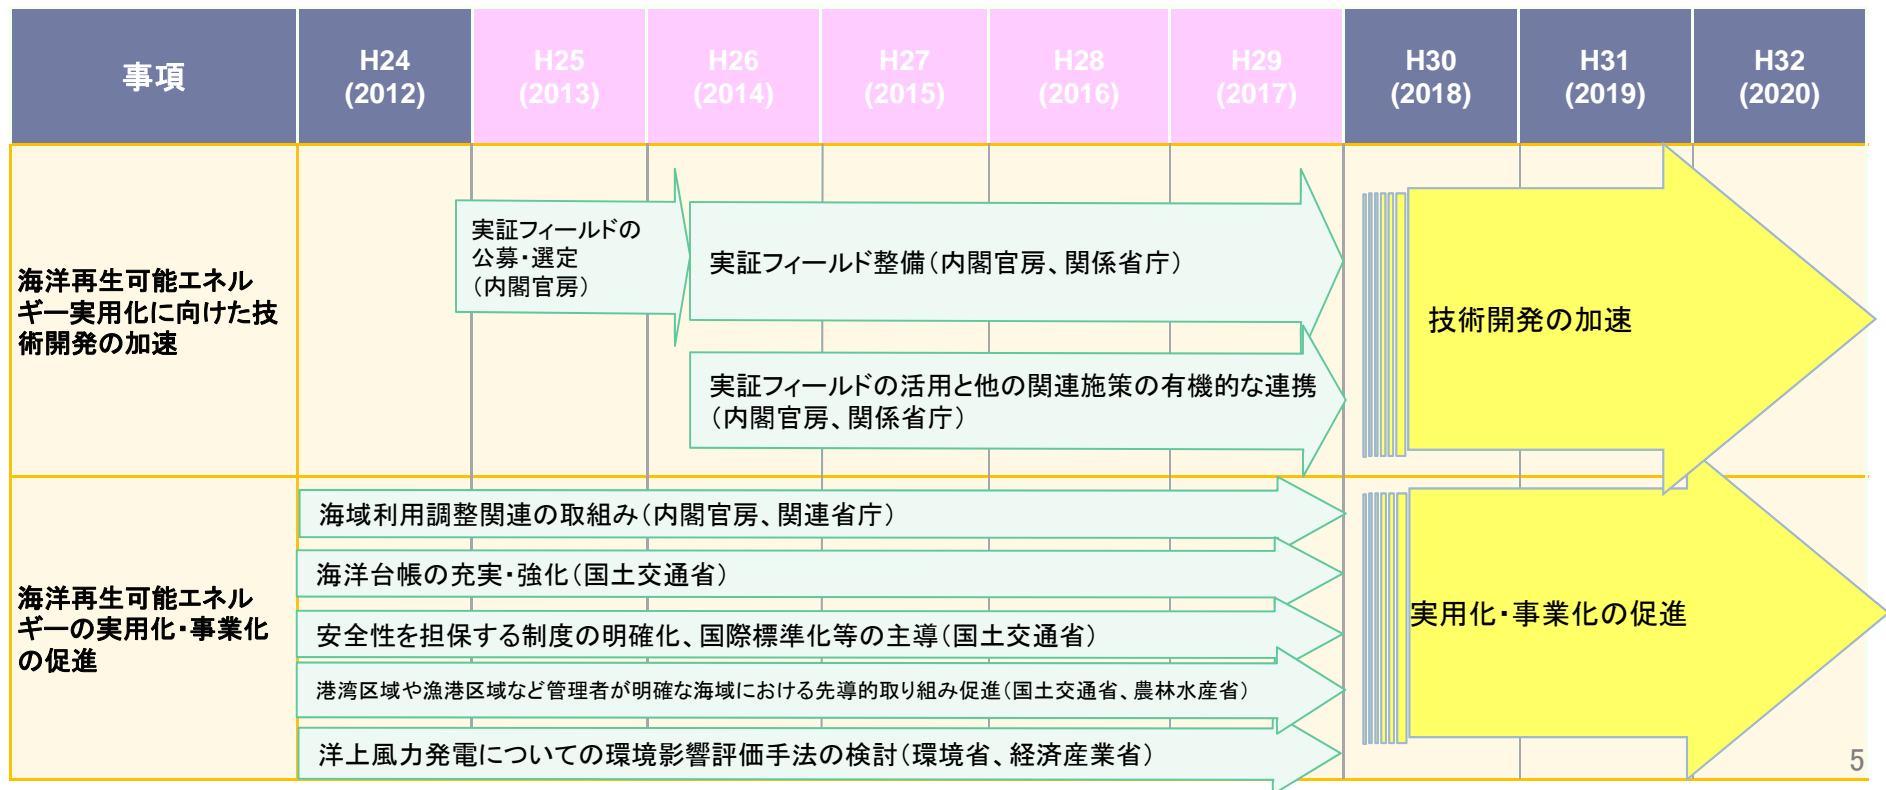 事項
H24
(2012)
H25
(2013)
H26
(2014)
H27
(2015)
H28
(2016)
H29
(2017)
H30
(2018)
H31
(2019)
H32
(2020)
海洋再生可能エネル
ギー実用化に向けた技
術開発の加速
実証フィールドの
公募・選定
（内閣官房）
実証フィールド整備（内閣官房、関係省庁）
実証フィールドの活用と他の関連施策の有機的な連携
（内閣官房、関係省庁）
技術開発の加速
海洋再生可能エネル
ギーの実用化・事業化
の促進
海域利用調整関連の取組み（内閣官房、関連省庁）
海洋台帳の充実・強化（国土交通省）
安全性を担保する制度の明確化、国際標準化等の主導（国土交通省）
港湾区域や漁港区域など管理者が明確な海域における先導的取り組み促進（国土交通省、農林水産省）
洋上風力発電についての環境影響評価手法の検討（環境省、経済産業省）
実用化・事業化の促進
5